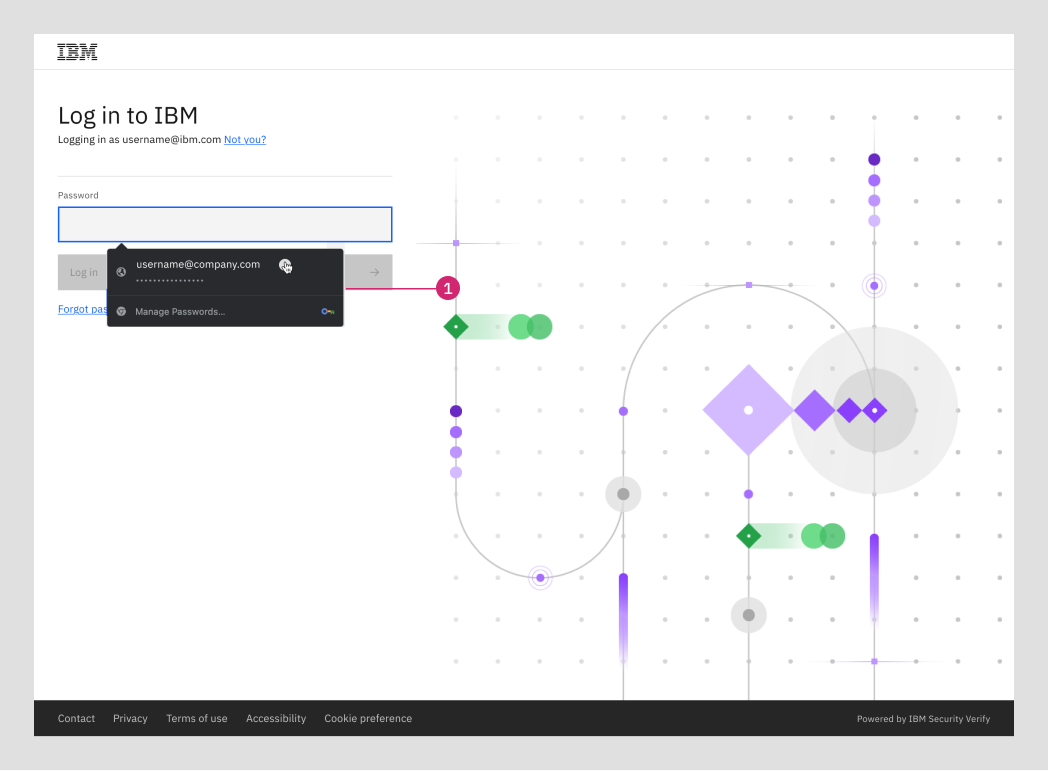 IBM
Log in to IBM
Logging in as username@ibm.com Not you?
Password
Log in
username@company.com
••••••••••••••••
Manage Passwords...
Forgot pas
1
Contact Privacy Terms of use Accessibility Cookie preference
Powered by IBM Security Verify